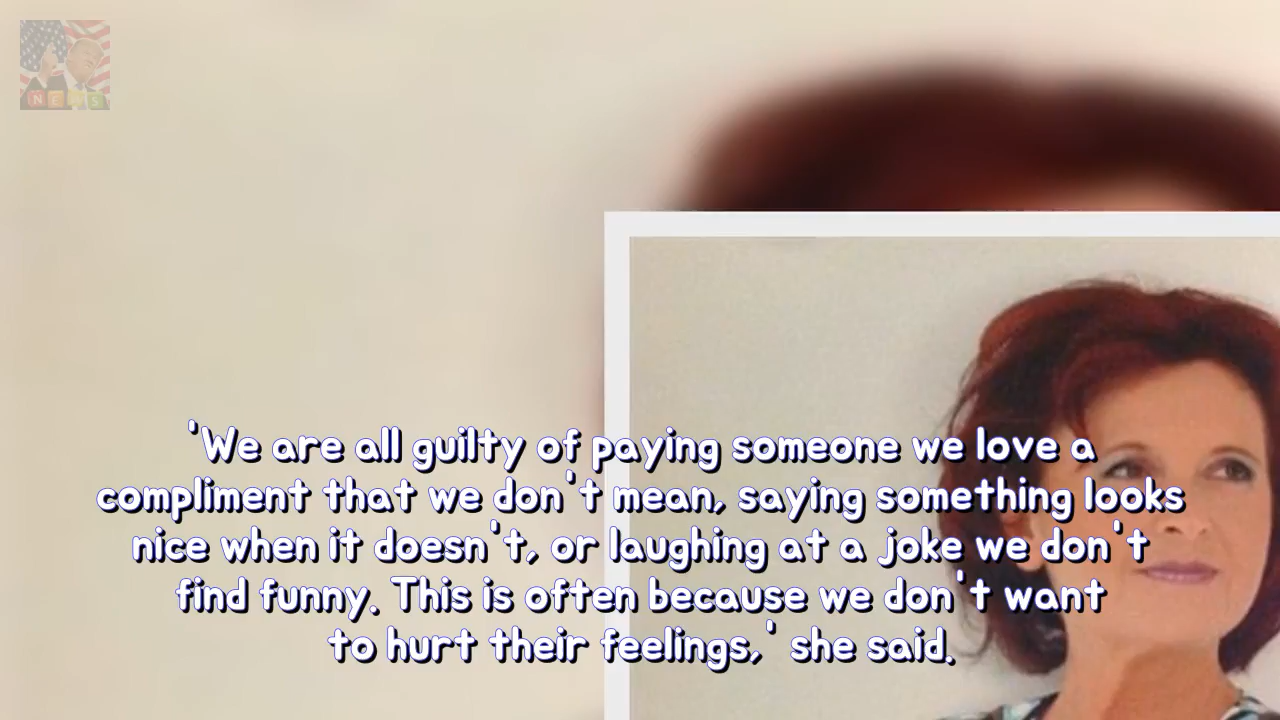 NEWS
'We are all guilty of paying someone we love a
compliment that we don't mean, saying something looks
nice when it doesn't, or laughing at a joke we don't
find funny. This is often because we don't want
to hurt their feelings,' she said.